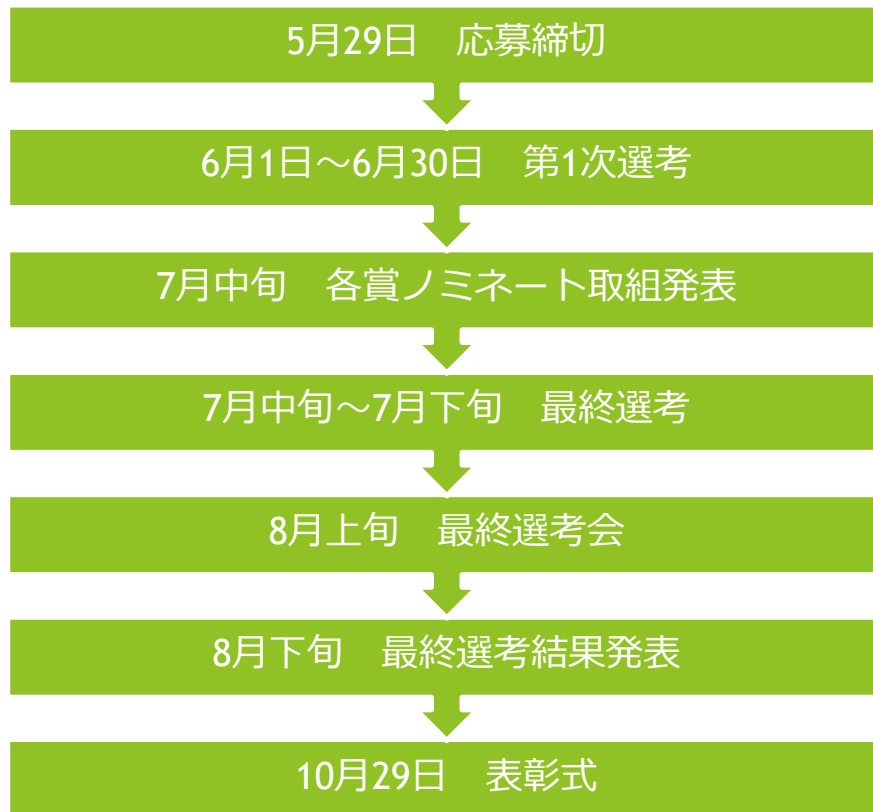 5月29日　応募締切
6月1日～6月30日　第1次選考
7月中旬　各賞ノミネート取組発表
7月中旬～7月下旬　最終選考
8月上旬　最終選考会
8月下旬　最終選考結果発表
10月29日　表彰式